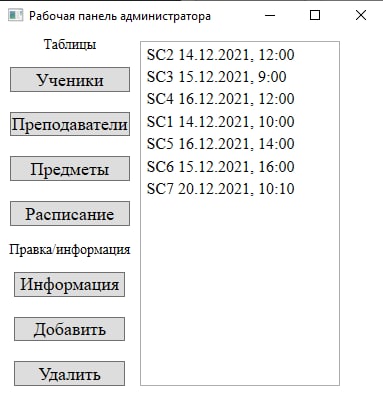 Рабочая панель администратора
Таблицы
Ученики
Преподаватели
Предметы
Расписание
Правка/информация
Информация
Добавить
Удалить
SC2 14.12.2021, 12:00
SC3 15.12.2021, 9:00
SC4 16.12.2021, 12:00
SC1 14.12.2021, 10:00
SC5 16.12.2021, 14:00
SC6 15.12.2021, 16:00
SC7 20.12.2021, 10:10